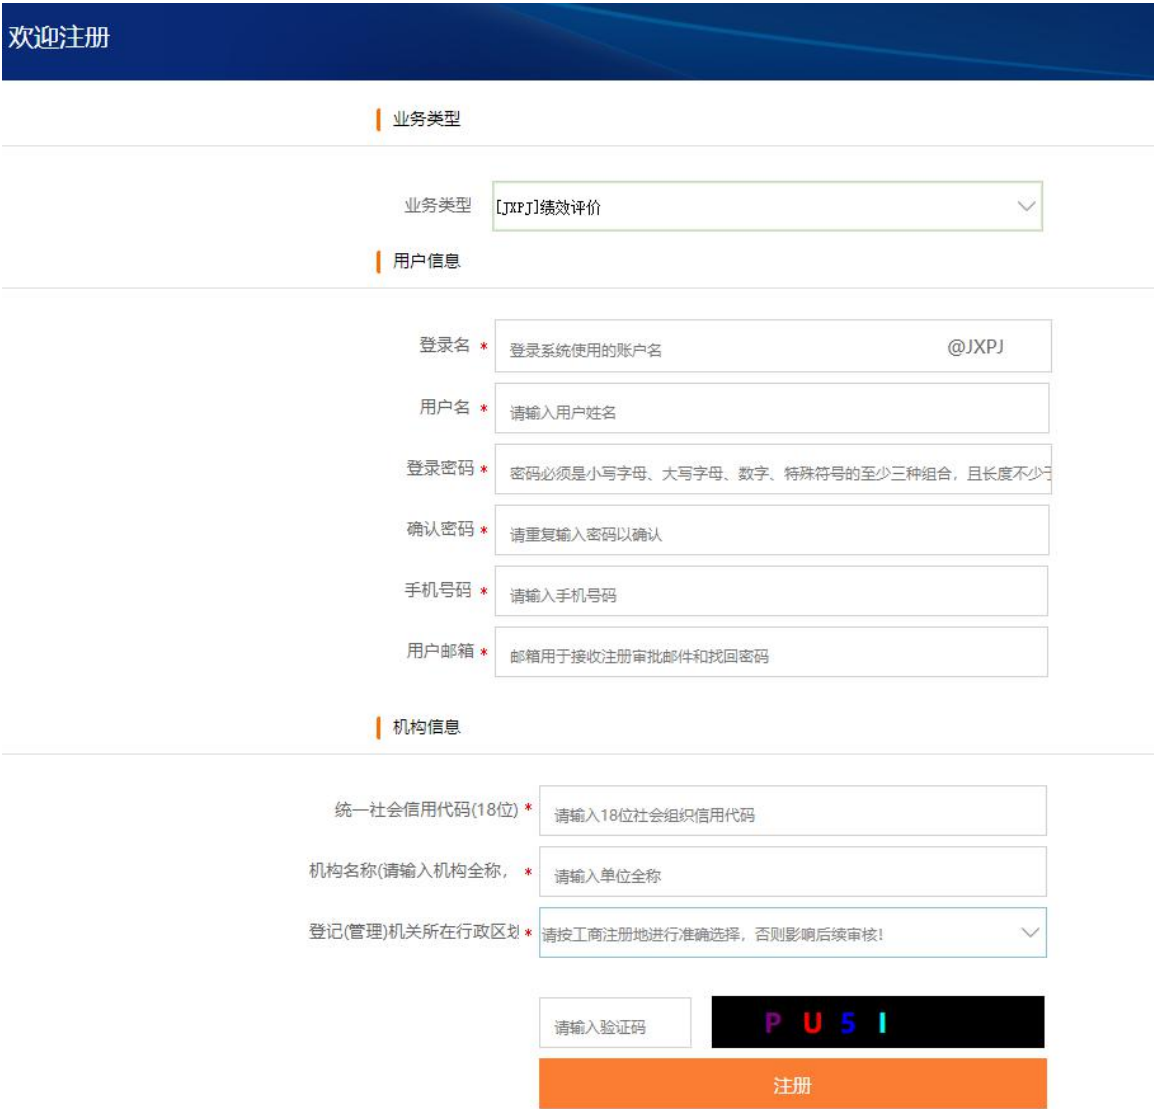 欢迎注册
业务类型
业务类型 [JXPJ]绩效评价
用户信息
登录名 * 登录系统使用的账户名 @JXPJ
用户名 * 请输入用户姓名
登录密码 * 密码必须是小写字母、大写字母、数字、特殊符号的至少三种组合，且长度不少于
确认密码 * 请重复输入密码以确认
手机号码 * 请输入手机号码
用户邮箱 * 邮箱用于接收注册审批邮件和找回密码
机构信息
统一社会信用代码(18位) * 请输入18位社会组织信用代码
机构名称(请输入机构全称， * 请输入单位全称
登记(管理)机关所在行政区划 * 请按工商注册地进行准确选择，否则影响后续审核!
请输入验证码 P U 5 I
注册